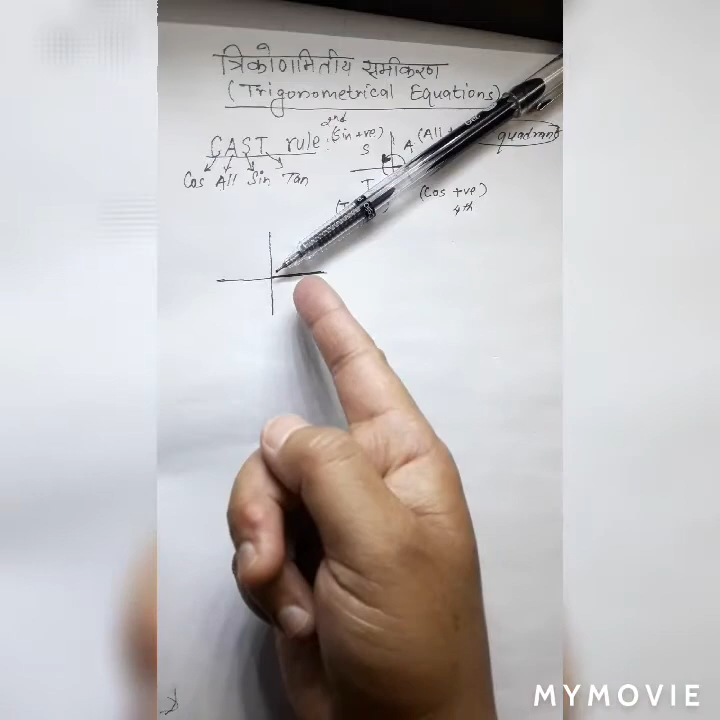 त्रिकोणमितीय समीकरण
(Trigonometrical Equations)
CAST rule:
2nd
(Sin +ve)
S
A (All +
quadrant
Cos All Sin Tan
T
(Cos +ve)
4th
MYMOVIE